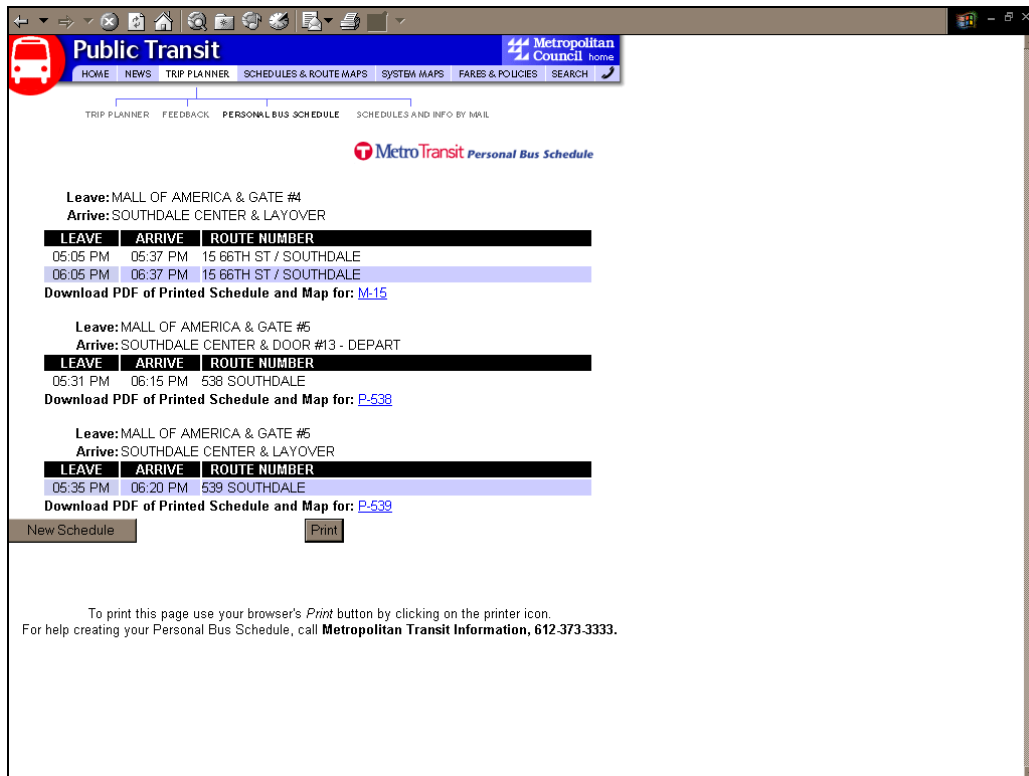 Public Transit
Metropolitan
Council home
HOME NEWS TRIP PLANNER SCHEDULES & ROUTE MAPS SYSTEM MAPS FARES & POLICIES SEARCH
TRIP PLANNER FEEDBACK PERSONAL BUS SCHEDULE SCHEDULES AND INFO BY MAIL
T MetroTransit Personal Bus Schedule
Leave: MALL OF AMERICA & GATE #4
Arrive: SOUTHDALE CENTER & LAYOVER
LEAVE ARRIVE ROUTE NUMBER
05:05 PM 05:37 PM 15 66TH ST / SOUTHDALE
06:05 PM 06:37 PM 15 66TH ST / SOUTHDALE
Download PDF of Printed Schedule and Map for: M-15
Leave: MALL OF AMERICA & GATE #5
Arrive: SOUTHDALE CENTER & DOOR #13 - DEPART
LEAVE ARRIVE ROUTE NUMBER
05:31 PM 06:15 PM 538 SOUTHDALE
Download PDF of Printed Schedule and Map for: P-538
Leave: MALL OF AMERICA & GATE #5
Arrive: SOUTHDALE CENTER & LAYOVER
LEAVE ARRIVE ROUTE NUMBER
05:35 PM 06:20 PM 539 SOUTHDALE
Download PDF of Printed Schedule and Map for: P-539
New Schedule Print
To print this page use your browser's Print button by clicking on the printer icon.
For help creating your Personal Bus Schedule, call Metropolitan Transit Information, 612-373-3333.